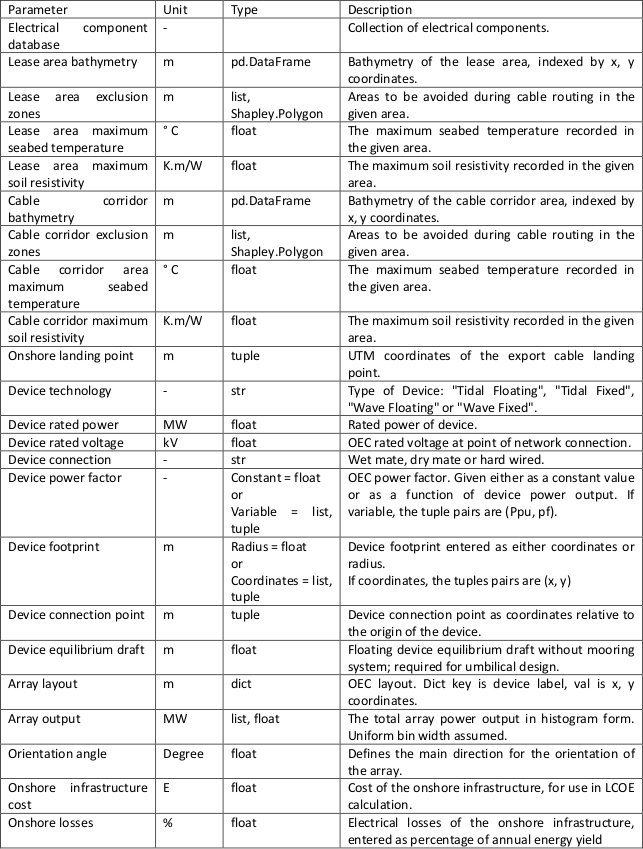 Parameter Unit Type Description
Electrical component - Collection of electrical components.
database
Lease area bathymetry m pd.DataFrame Bathymetry of the lease area, indexed by x, y
coordinates.
Lease area exclusion m list, Areas to be avoided during cable routing in the
zones Shapley.Polygon given area.
Lease area maximum ° C float The maximum seabed temperature recorded in
seabed temperature the given area.
Lease area maximum K.m/W float The maximum soil resistivity recorded in the given
soil resistivity area.
Cable corridor m pd.DataFrame Bathymetry of the cable corridor area, indexed by
bathymetry x, y coordinates.
Cable corridor exclusion m list, Areas to be avoided during cable routing in the
zones Shapley.Polygon given area.
Cable corridor area ° C float The maximum seabed temperature recorded in
maximum seabed the given area.
temperature
Cable corridor maximum K.m/W float The maximum soil resistivity recorded in the given
soil resistivity area.
Onshore landing point m tuple UTM coordinates of the export cable landing
point.
Device technology - str Type of Device: "Tidal Floating", "Tidal Fixed",
"Wave Floating" or "Wave Fixed".
Device rated power MW float Rated power of device.
Device rated voltage kV float OEC rated voltage at point of network connection.
Device connection - str Wet mate, dry mate or hard wired.
Device power factor - Constant = float OEC power factor. Given either as a constant value
or or as a function of device power output. If
Variable = list, variable, the tuple pairs are (Ppu, pf).
tuple
Device footprint m Radius = float Device footprint entered as either coordinates or
or radius.
Coordinates = list, If coordinates, the tuples pairs are (x, y)
tuple
Device connection point m tuple Device connection point as coordinates relative to
the origin of the device.
Device equilibrium draft m float Floating device equilibrium draft without mooring
system; required for umbilical design.
Array layout m dict OEC layout. Dict key is device label, val is x, y
coordinates.
Array output MW list, float The total array power output in histogram form.
Uniform bin width assumed.
Orientation angle Degree float Defines the main direction for the orientation of
the array.
Onshore infrastructure E float Cost of the onshore infrastructure, for use in LCOE
cost calculation.
Onshore losses % float Electrical losses of the onshore infrastructure,
entered as percentage of annual energy yield